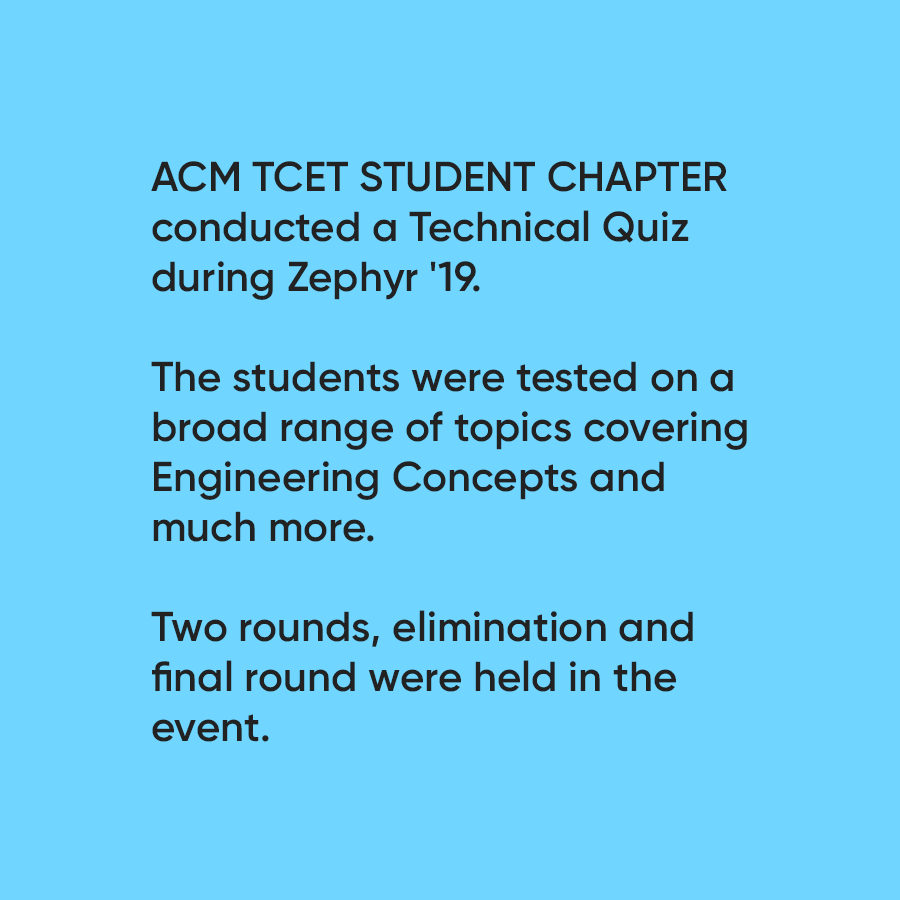 ACM TCET STUDENT CHAPTER
conducted a Technical Quiz
during Zephyr '19.
The students were tested on a
broad range of topics covering
Engineering Concepts and
much more.
Two rounds, elimination and
final round were held in the
event.